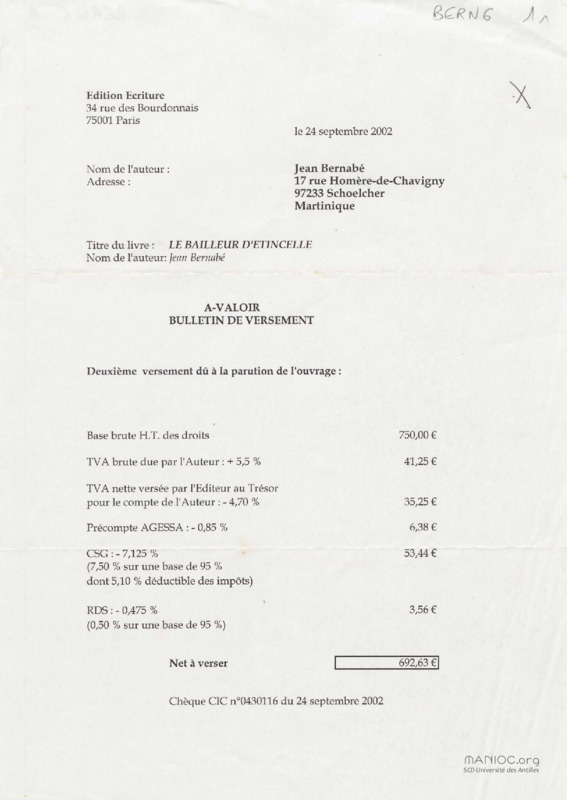 BERNG 11
X
Edition Ecriture
34 rue des Bourdonnais
75001 Paris
le 24 septembre 2002
Nom de l'auteur : Jean Bernabé
Adresse : 17 rue Homère-de-Chavigny
97233 Schoelcher
Martinique
Titre du livre : LE BAILLEUR D'ETINCELLE
Nom de l'auteur: Jean Bernabé
A-VALOIR
BULLETIN DE VERSEMENT
Deuxième versement dû à la parution de l'ouvrage :
Base brute H.T. des droits 750,00 €
TVA brute due par l'Auteur : + 5,5 % 41,25 €
TVA nette versée par l'Editeur au Trésor
pour le compte de l'Auteur : - 4,70 % 35,25 €
Précompte AGESSA : - 0,85 % 6,38 €
CSG : - 7,125 % 53,44 €
(7,50 % sur une base de 95 %
dont 5,10 % déductible des impôts)
RDS : - 0,475 % 3,56 €
(0,50 % sur une base de 95 %)
Net à verser 692,63 €
Chèque CIC n°0430116 du 24 septembre 2002
MANIOC.org
SCD Université des Antilles